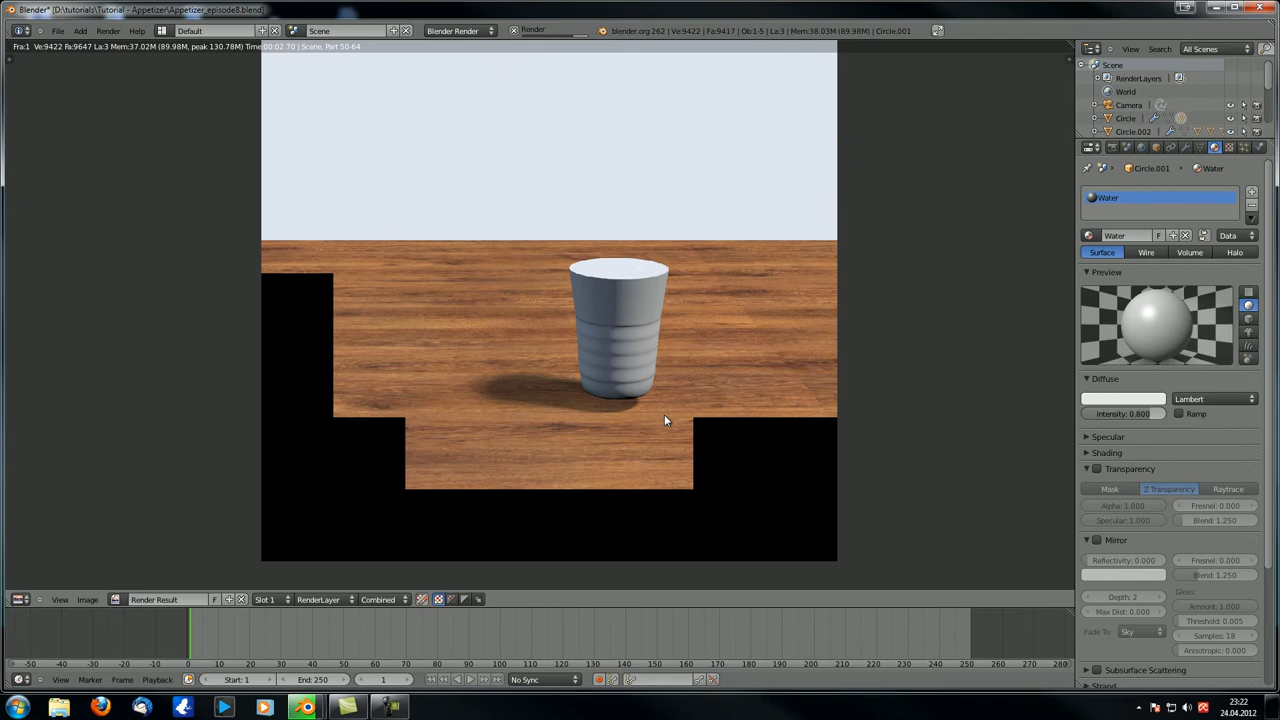 Blender* [D:\tutorials\Tutorial - Appetizer\Appetizer_episode8.blend]
File Add Render Help Default Scene Blender Render Render blender.org 262 | Ve:9422 | Fa:9417 | Ob:1-5 | La:3 | Mem:38.03M (89.98M) | Circle.001
View Search All Scenes
Fra:1 Ve:9422 Fa:9647 La:3 Mem:37.02M (89.98M, peak 130.78M) Time:00:02.70 | Scene, Part 50-64
Scene
RenderLayers
World
Camera
Circle
Circle.002
Circle.001 Water
Water
Water F Data
Surface Wire Volume Halo
Preview
Diffuse
Lambert
Intensity: 0.800 Ramp
Specular
Shading
Transparency
Mask Z Transparency Raytrace
Alpha: 1.000 Fresnel: 0.000
Specular: 1.000 Blend: 1.250
Mirror
Reflectivity: 0.000 Fresnel: 0.000
Blend: 1.250
Depth: 2 Gloss:
Max Dist: 0.000 Amount: 1.000
Threshold: 0.005
Fade To: Sky Samples: 18
Anisotropic: 0.000
Subsurface Scattering
Strand
View Image Render Result F Slot 1 RenderLayer Combined
-50 -40 -30 -20 -10 0 10 20 30 40 50 60 70 80 90 100 110 120 130 140 150 160 170 180 190 200 210 220 230 240 250 260 270 280
View Marker Frame Playback Start: 1 End: 250 1 No Sync
23:22
24.04.2012